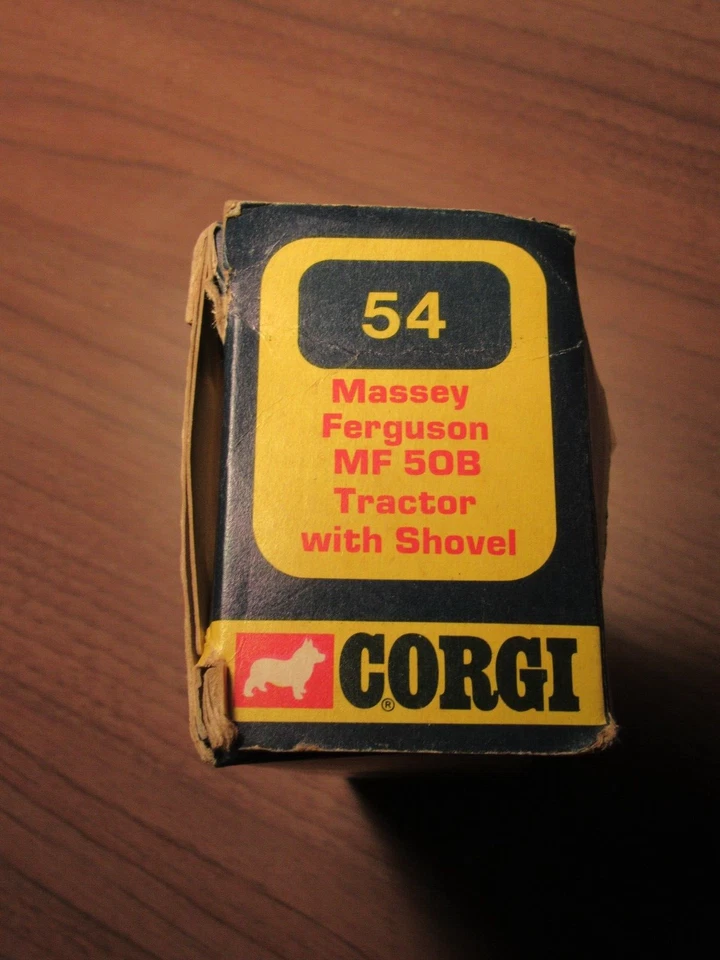 54
Massey
Ferguson
MF 50B
Tractor
with Shovel
CORGI
®